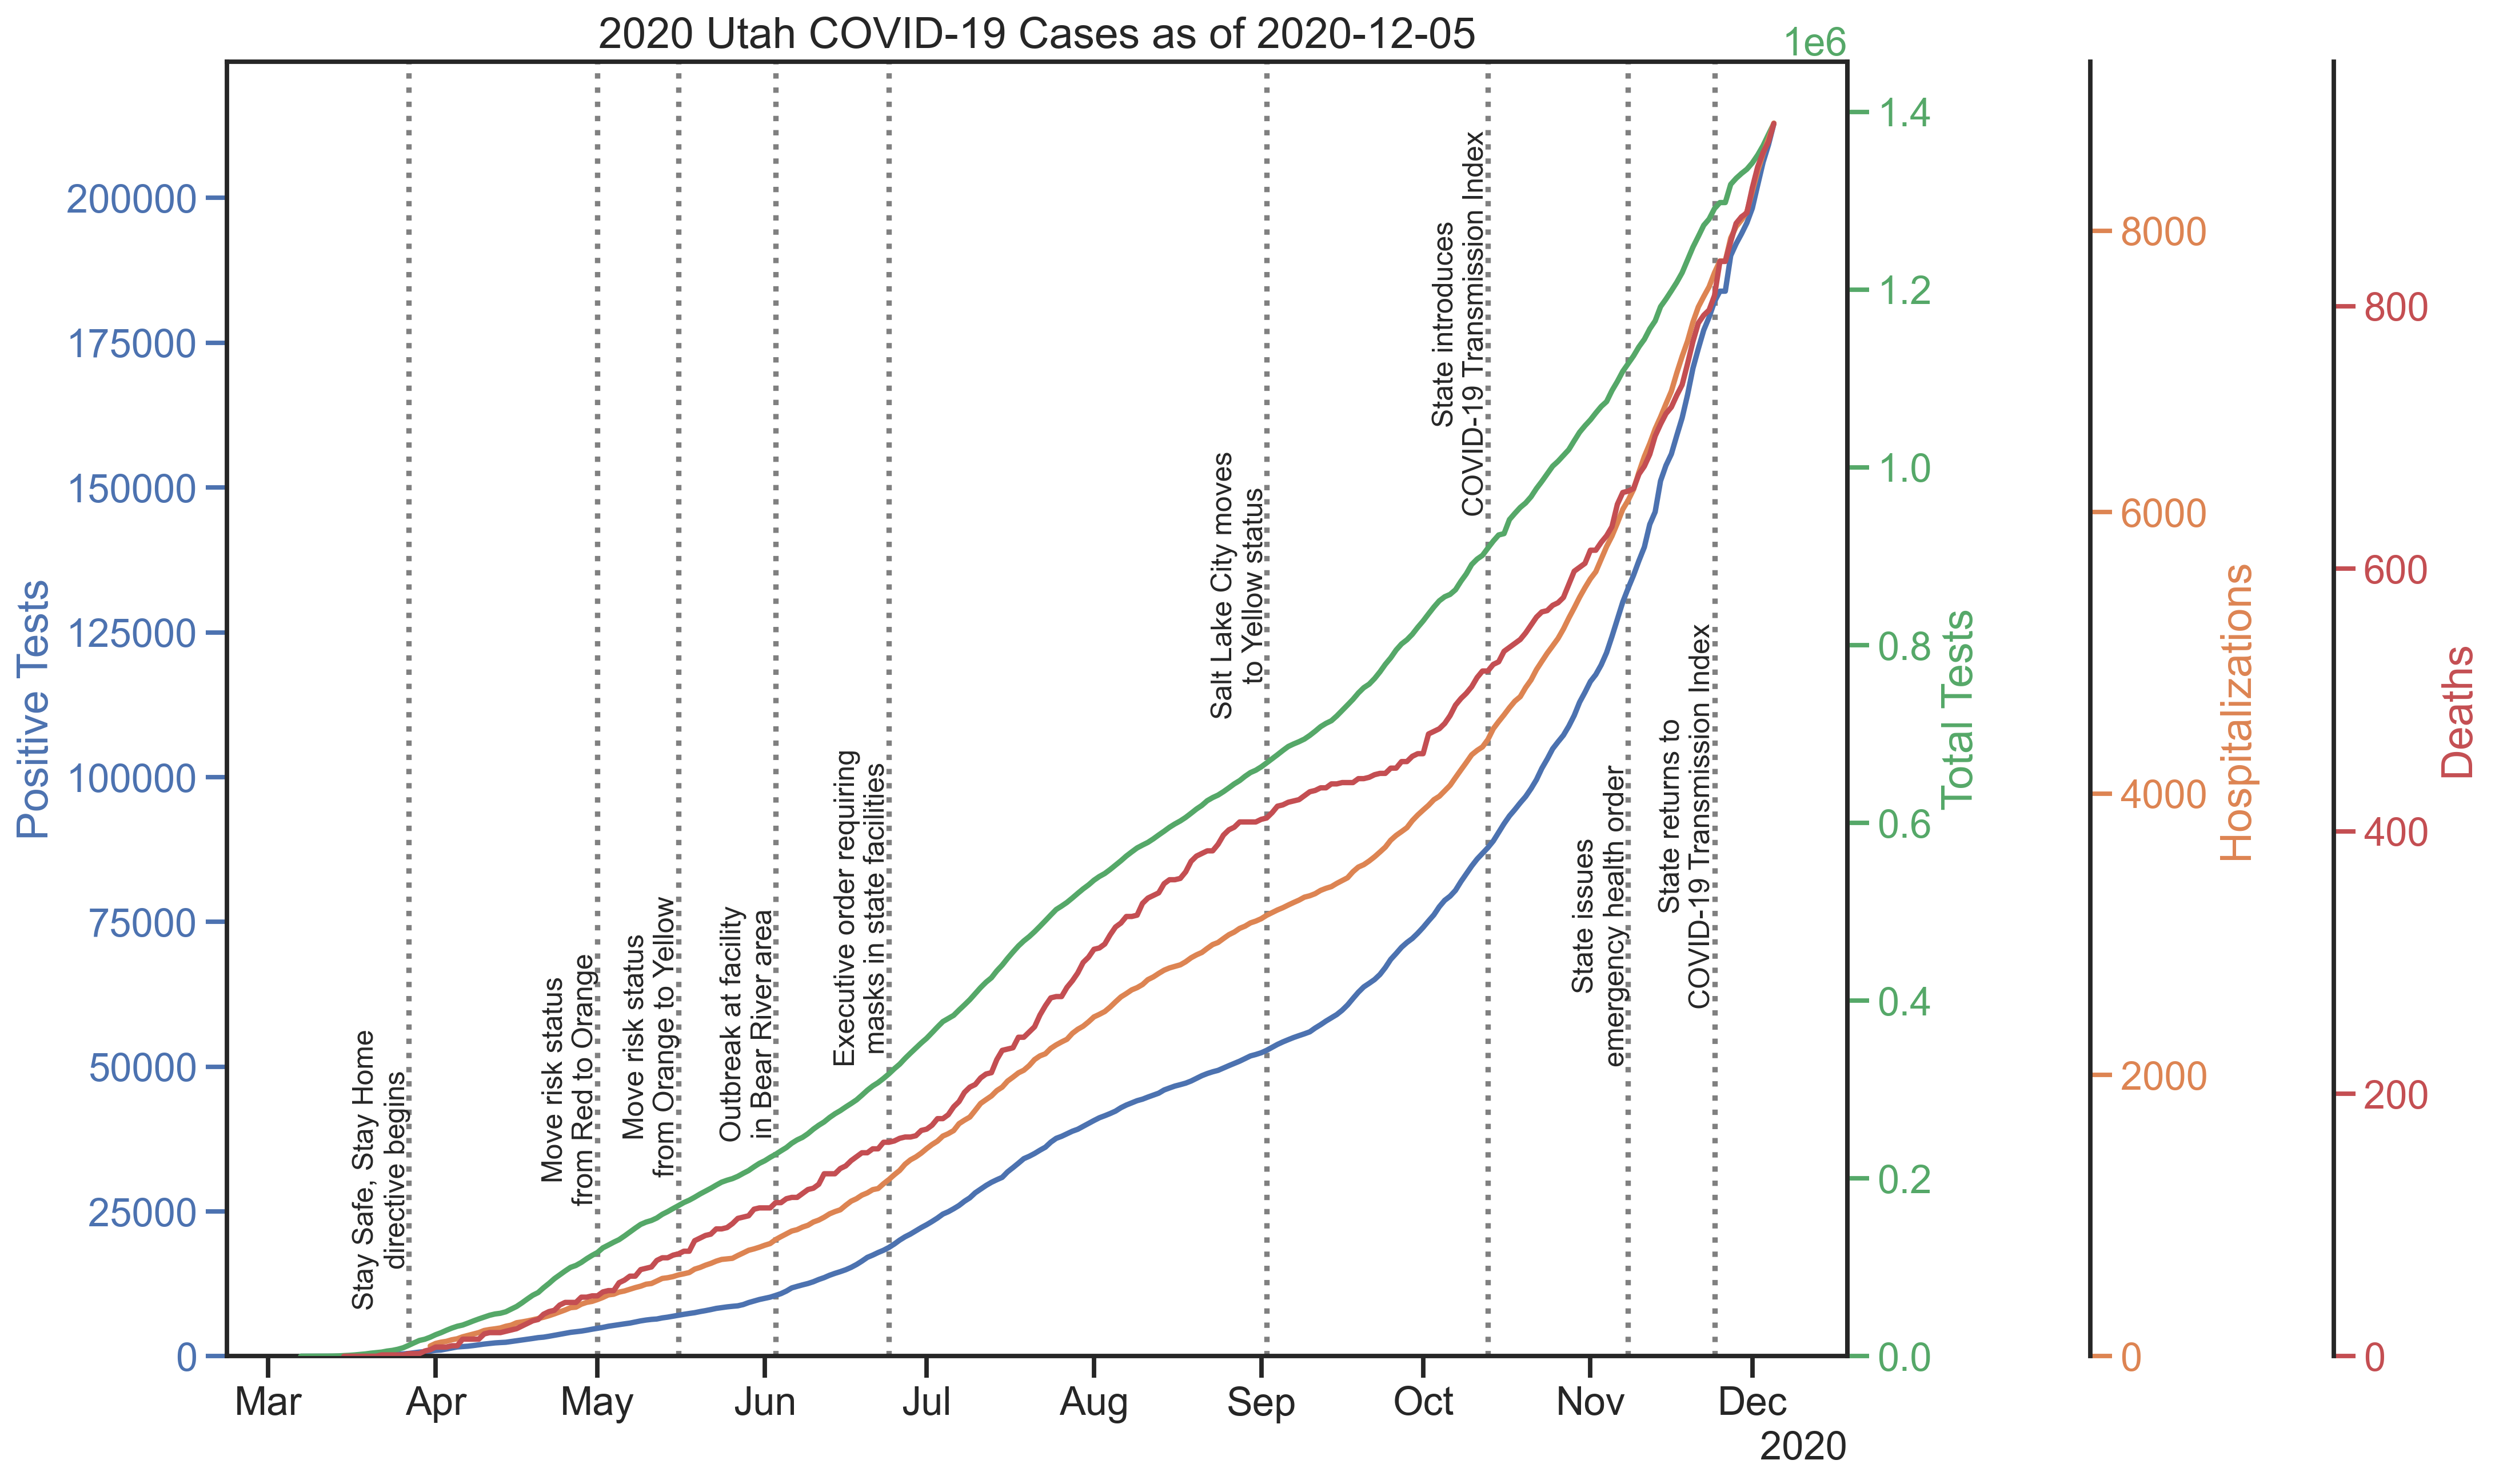 2020 Utah COVID-19 Cases as of 2020-12-05
1e6
Positive Tests
200000
175000
150000
125000
100000
75000
50000
25000
0
Stay Safe, Stay Home
directive begins
Move risk status
from Red to Orange
Move risk status
from Orange to Yellow
Outbreak at facility
in Bear River area
Executive order requiring
masks in state facilities
Salt Lake City moves
to Yellow status
State introduces
COVID-19 Transmission Index
State issues
emergency health order
State returns to
COVID-19 Transmission Index
1.4
1.2
1.0
0.8
0.6
0.4
0.2
0.0
Total Tests
8000
6000
4000
2000
0
Hospitalizations
800
600
400
200
0
Deaths
Mar Apr May Jun Jul Aug Sep Oct Nov Dec
2020